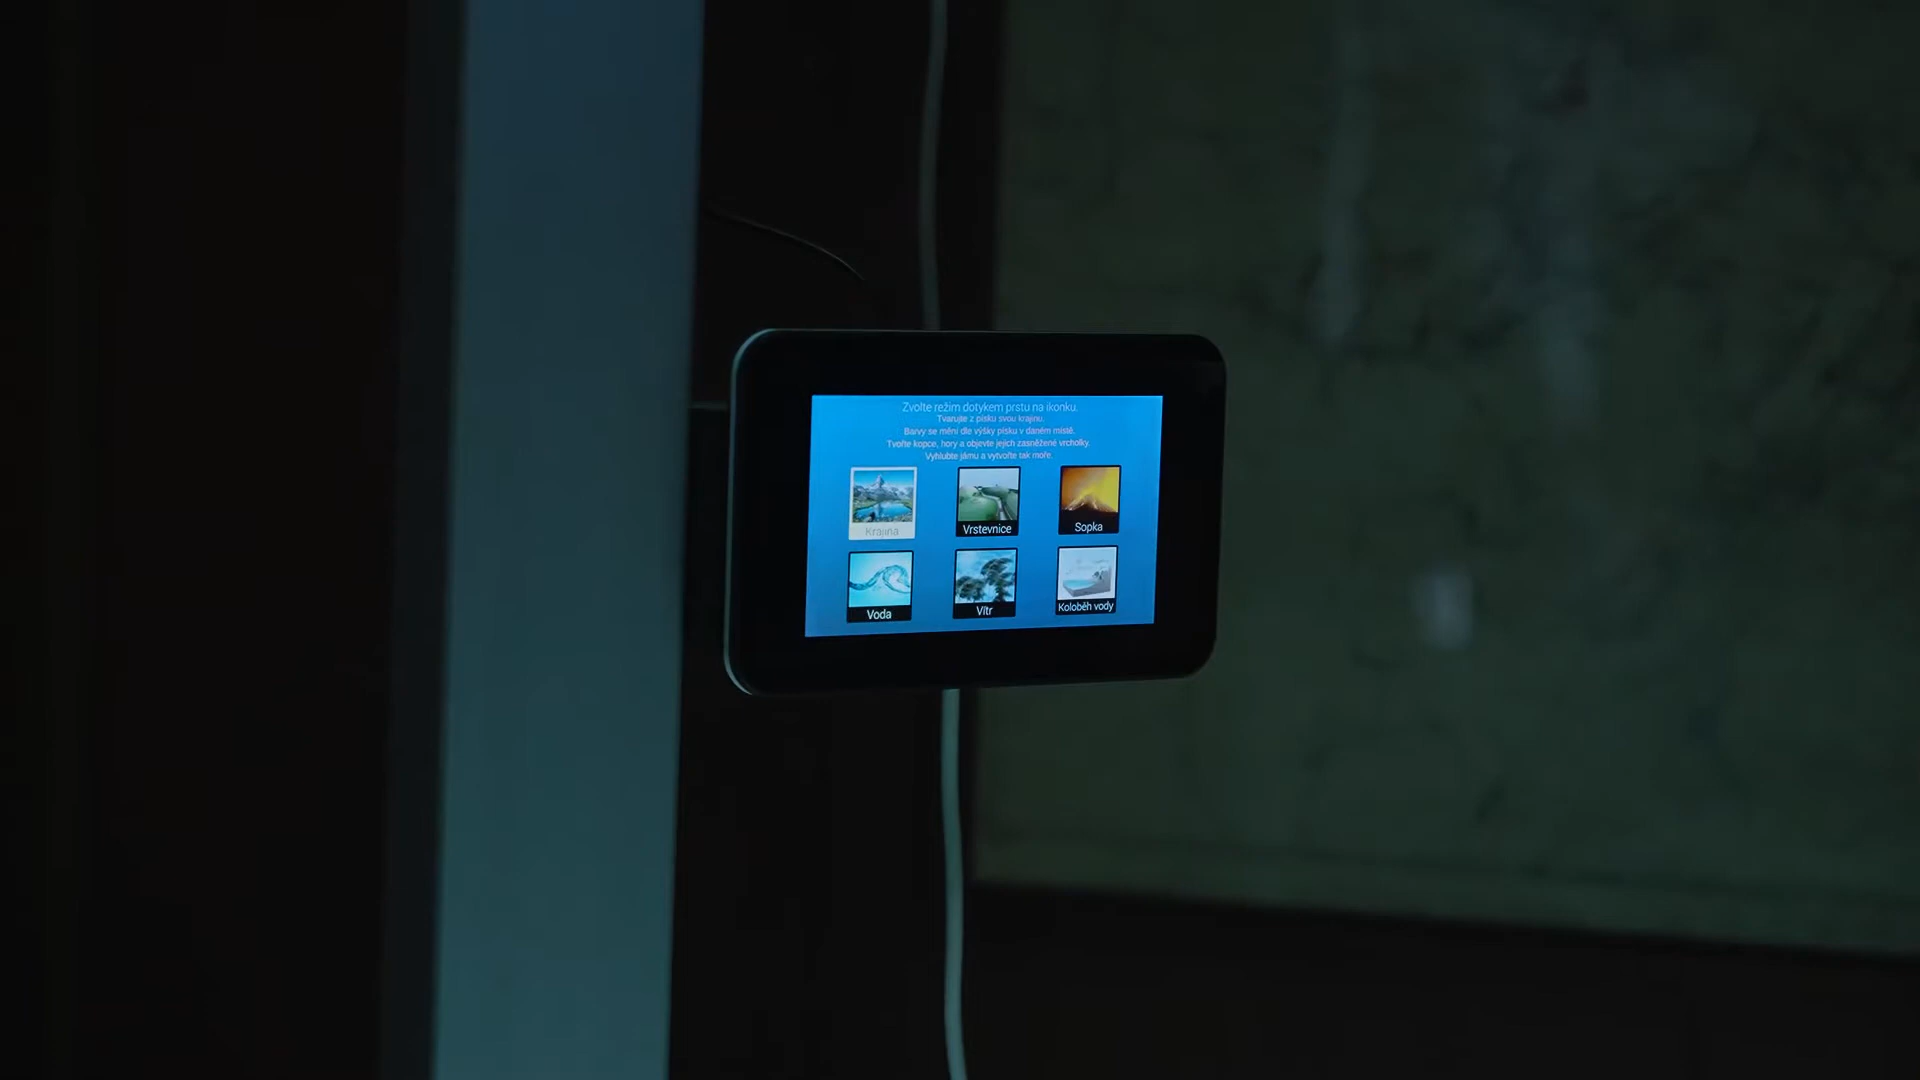 Zvolte režim dotykem prstu na ikonku.
Tvarujte z písku svou krajinu.
Barvy se mění dle výšky písku v daném místě.
Tvořte kopce, hory a objevte jejich zasněžené vrcholky.
Vyhlubte jámu a vytvořte tak moře.
Krajina
Vrstevnice
Sopka
Voda
Vítr
Koloběh vody